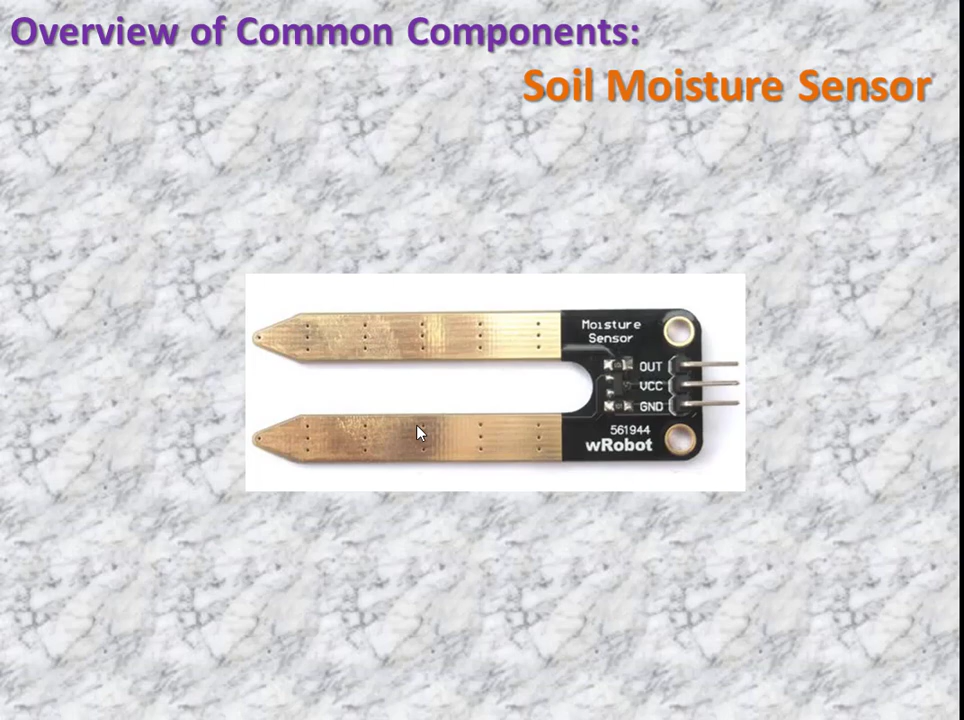 Overview of Common Components:
Soil Moisture Sensor
Moisture
Sensor
OUT
VCC
GND
561944
wRobot